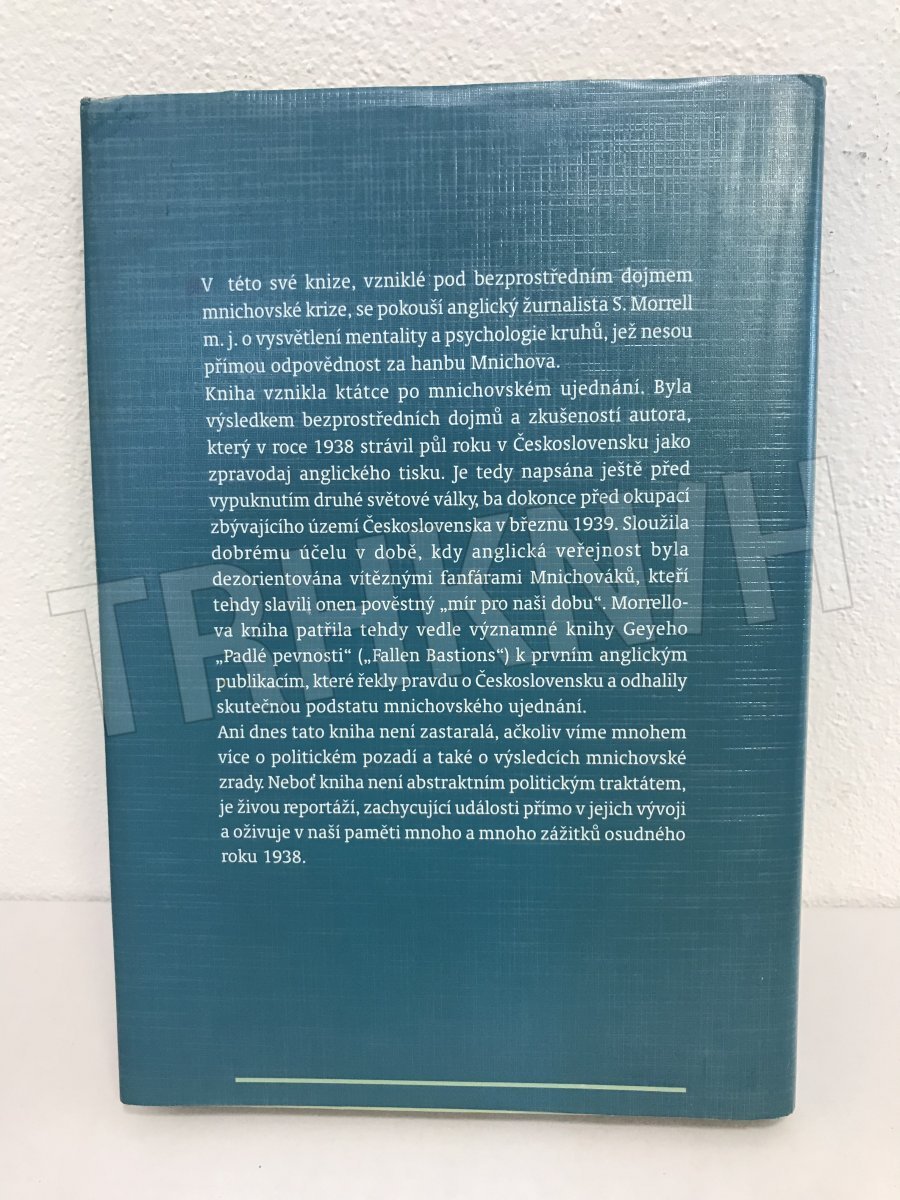 V této své knize, vzniklé pod bezprostředním dojmem
mnichovské krize, se pokouší anglický žurnalista S. Morrell
m. j. o vysvětlení mentality a psychologie kruhů, jež nesou
přímou odpovědnost za hanbu Mnichova.
Kniha vznikla ktátce po mnichovském ujednání. Byla
výsledkem bezprostředních dojmů a zkušeností autora,
který v roce 1938 strávil půl roku v Československu jako
zpravodaj anglického tisku. Je tedy napsána ještě před
vypuknutím druhé světové války, ba dokonce před okupací
zbývajícího území Československa v březnu 1939. Sloužila
dobrému účelu v době, kdy anglická veřejnost byla
dezorientována vítěznými fanfárami Mnichováků, kteří
tehdy slavili onen pověstný „mír pro naši dobu“. Morrello-
va kniha patřila tehdy vedle významné knihy Geyeho
„Padlé pevnosti“ („Fallen Bastions“) k prvním anglickým
publikacím, které řekly pravdu o Československu a odhalily
skutečnou podstatu mnichovského ujednání.
Ani dnes tato kniha není zastaralá, ačkoliv víme mnohem
více o politickém pozadí a také o výsledcích mnichovské
zrady. Neboť kniha není abstraktním politickým traktátem,
je živou reportáží, zachycující události přímo v jejich vývoji
a oživuje v naší paměti mnoho a mnoho zážitků osudného
roku 1938.
TRHKNIH